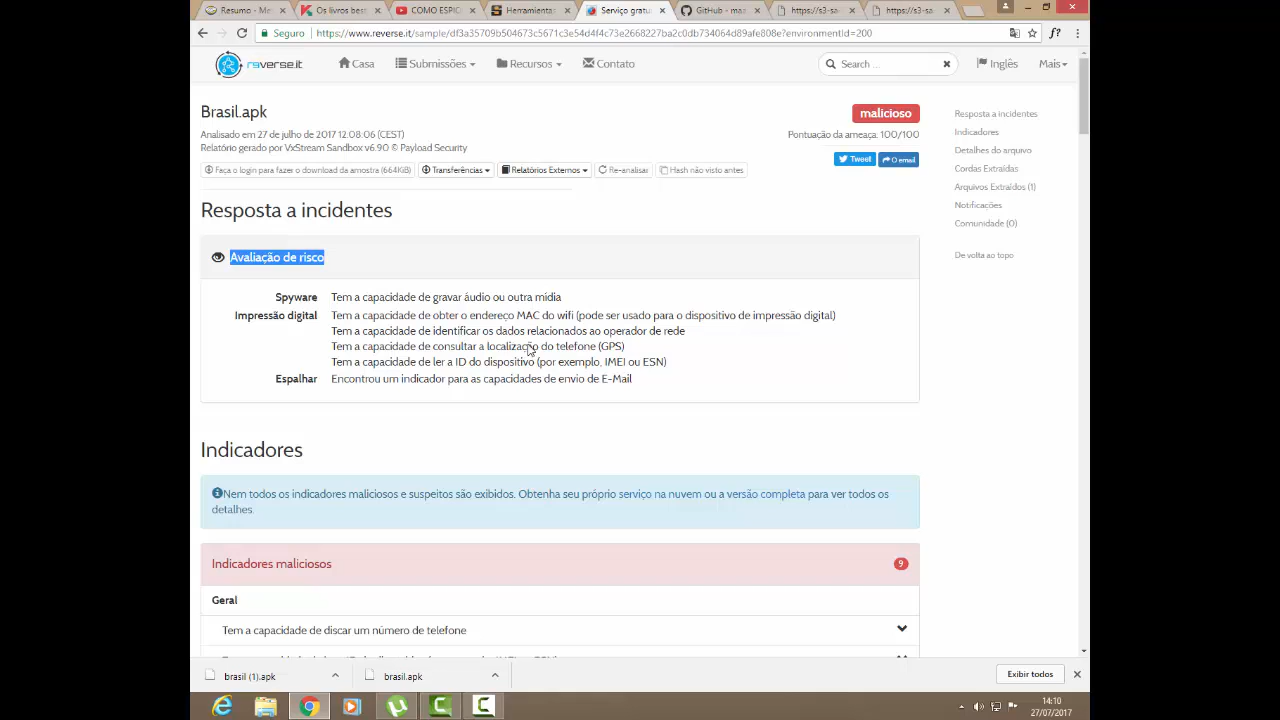 Resumo - Me
Os livros best
COMO ESPIO
Herramientas
Serviço gratu
GitHub - maa
https://s3-sa-
https://s3-sa-
Seguro
https://www.reverse.it/sample/df3a35709b504673c5671c3e54d4f4c73e2668227ba2c0db734064d89afe808e?environmentId=200
reverse.it
Casa
Submissões
Recursos
Contato
Search ...
Inglês
Mais
Brasil.apk
malicioso
Analisado em 27 de julho de 2017 12:08:06 (CEST)
Pontuação da ameaça: 100/100
Relatório gerado por VxStream Sandbox v6.90 © Payload Security
Tweet
O email
Faça o login para fazer o download da amostra (664KiB)
Transferências
Relatórios Externos
Re-analisar
Hash não visto antes
Resposta a incidentes
Indicadores
Detalhes do arquivo
Cordas Extraídas
Arquivos Extraídos (1)
Notificações
Comunidade (0)
De volta ao topo
Resposta a incidentes
Avaliação de risco
Spyware Tem a capacidade de gravar áudio ou outra mídia
Impressão digital Tem a capacidade de obter o endereço MAC do wifi (pode ser usado para o dispositivo de impressão digital)
Tem a capacidade de identificar os dados relacionados ao operador de rede
Tem a capacidade de consultar a localização do telefone (GPS)
Tem a capacidade de ler a ID do dispositivo (por exemplo, IMEI ou ESN)
Espalhar Encontrou um indicador para as capacidades de envio de E-Mail
Indicadores
Nem todos os indicadores maliciosos e suspeitos são exibidos. Obtenha seu próprio serviço na nuvem ou a versão completa para ver todos os
detalhes.
Indicadores maliciosos
9
Geral
Tem a capacidade de discar um número de telefone
brasil (1).apk
brasil.apk
Exibir todos
14:10
27/07/2017